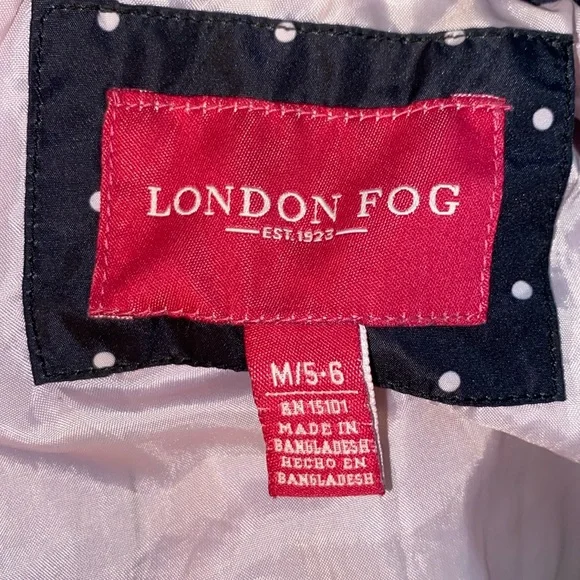 LONDON FOG
EST. 1923
M/5-6
RN 15101
MADE IN
BANGLADESH
HECHO EN
BANGLADESH